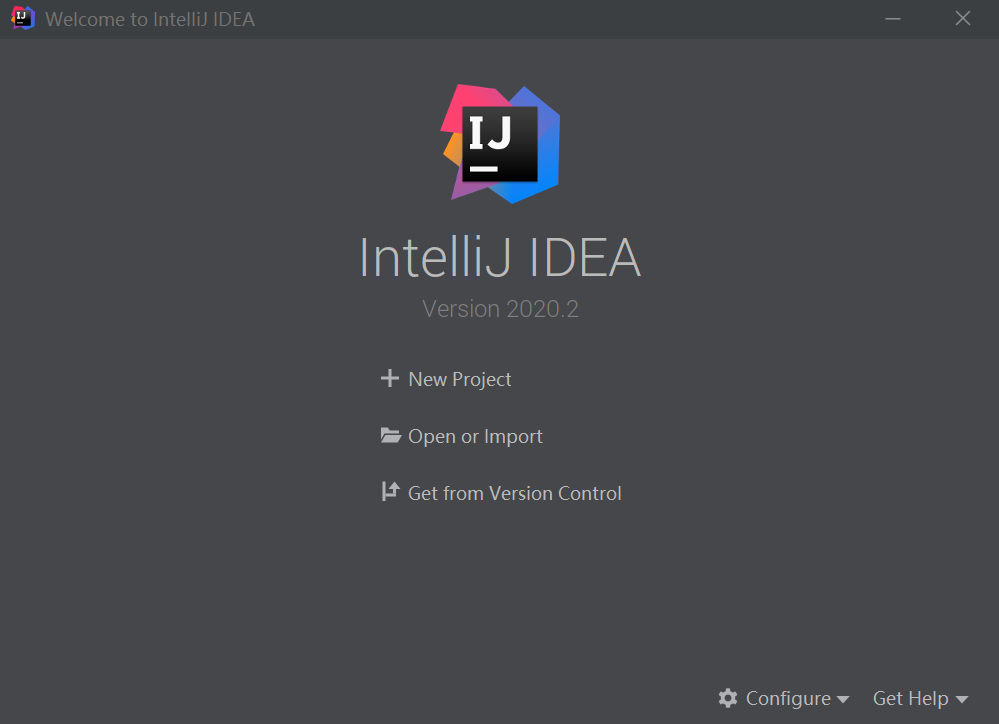 IJ
Welcome to IntelliJ IDEA
IJ
IntelliJ IDEA
Version 2020.2
New Project
Open or Import
Get from Version Control
Configure
Get Help